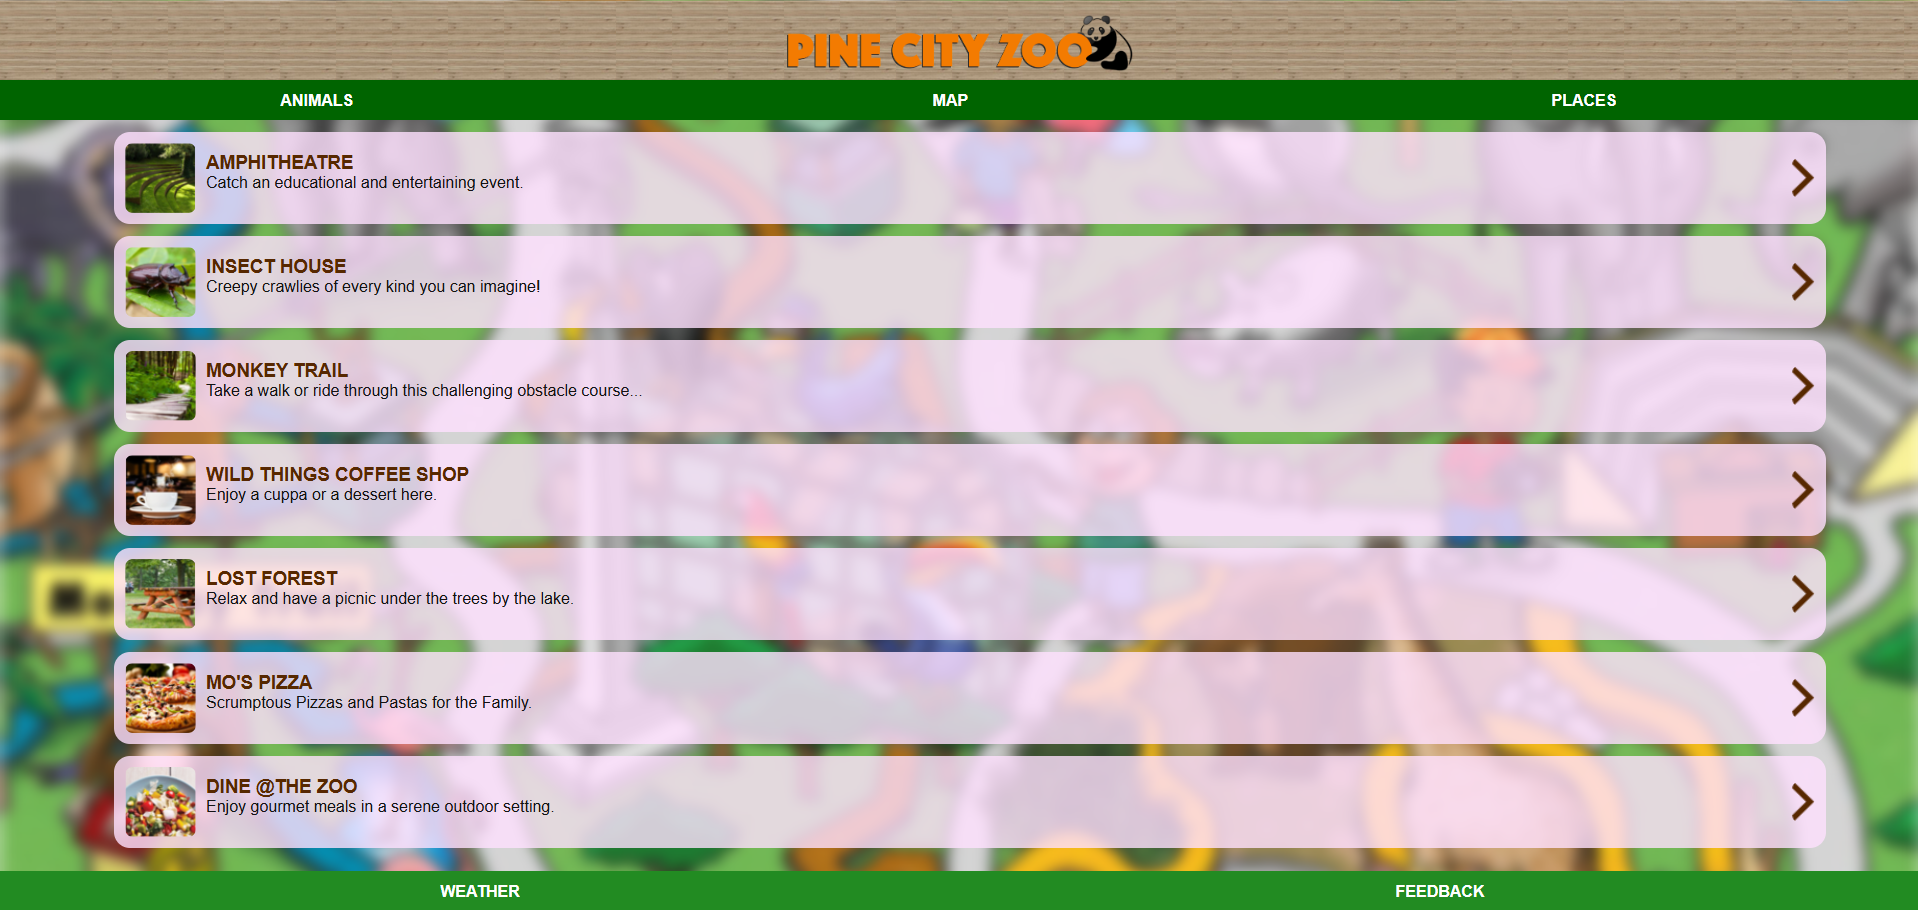 PINE CITY ZOO
ANIMALS MAP PLACES
AMPHITHEATRE
Catch an educational and entertaining event.
INSECT HOUSE
Creepy crawlies of every kind you can imagine!
MONKEY TRAIL
Take a walk or ride through this challenging obstacle course...
WILD THINGS COFFEE SHOP
Enjoy a cuppa or a dessert here.
LOST FOREST
Relax and have a picnic under the trees by the lake.
MO'S PIZZA
Scrumptous Pizzas and Pastas for the Family.
DINE @THE ZOO
Enjoy gourmet meals in a serene outdoor setting.
WEATHER FEEDBACK